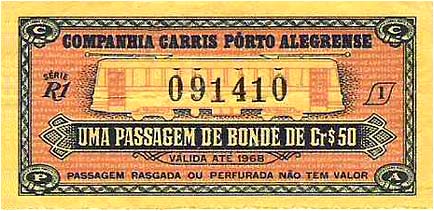 C C
COMPANHIA CARRIS PÔRTO ALEGRENSE
SÉRIE
R1 091410 1
UMA PASSAGEM DE BONDE DE Cr$50
VÁLIDA ATÉ 1968
P PASSAGEM RASGADA OU PERFURADA NÃO TEM VALOR A